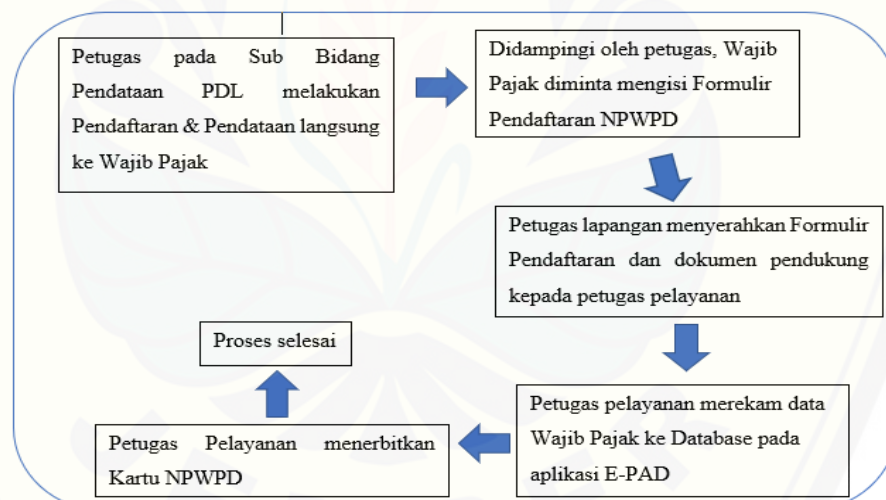 Petugas pada Sub Bidang
Pendataan PDL melakukan
Pendaftaran & Pendataan langsung
ke Wajib Pajak
Didampingi oleh petugas, Wajib
Pajak diminta mengisi Formulir
Pendaftaran NPWPD
Petugas lapangan menyerahkan Formulir
Pendaftaran dan dokumen pendukung
kepada petugas pelayanan
Petugas pelayanan merekam data
Wajib Pajak ke Database pada
aplikasi E-PAD
Petugas Pelayanan menerbitkan
Kartu NPWPD
Proses selesai